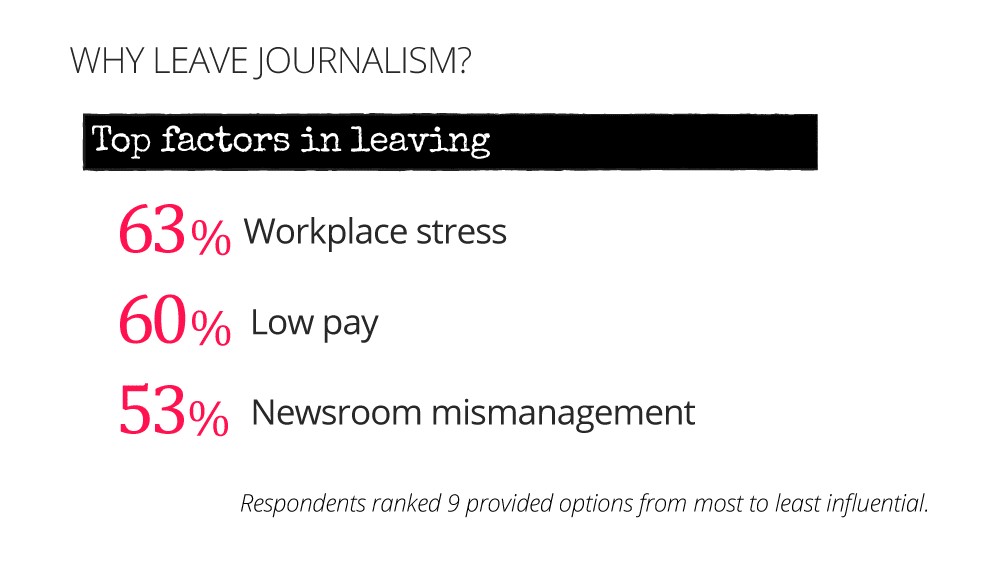 WHY LEAVE JOURNALISM?
Top factors in leaving
63% Workplace stress
60% Low pay
53% Newsroom mismanagement
Respondents ranked 9 provided options from most to least influential.